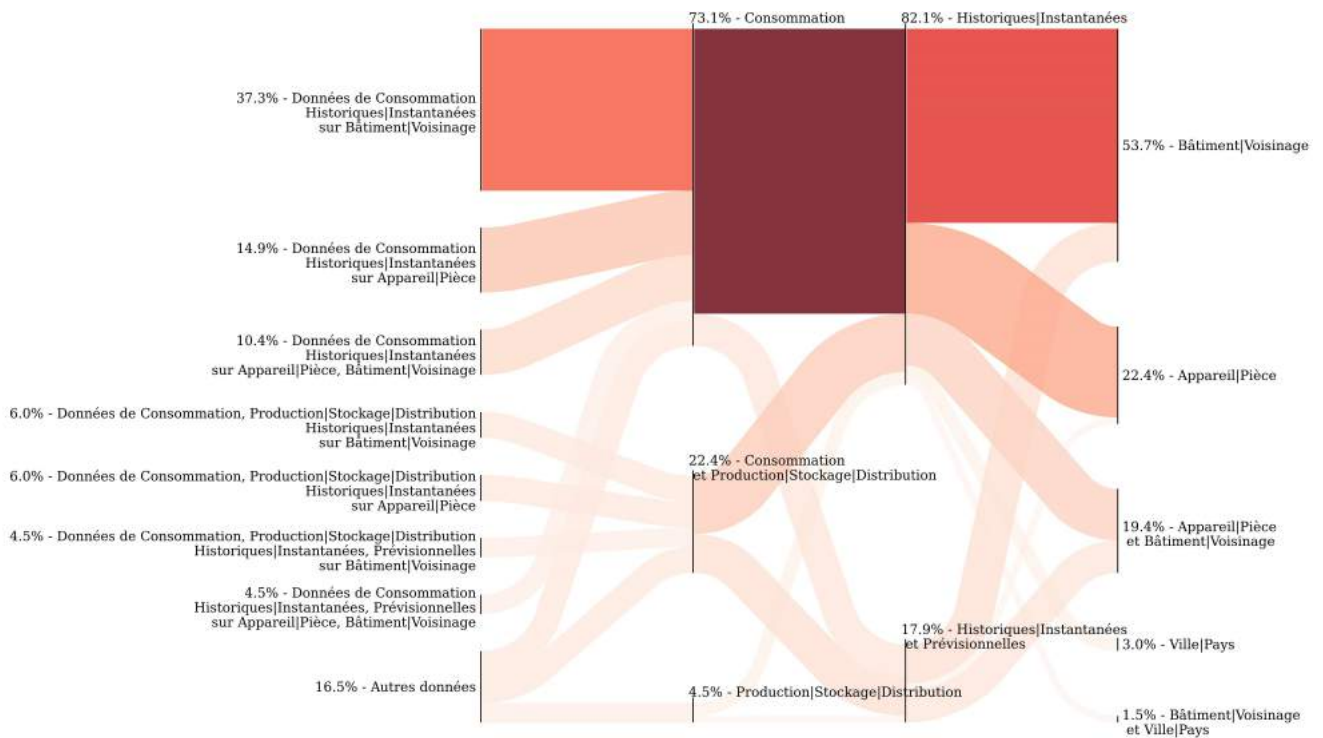 73.1% - Consommation
82.1% - Historiques|Instantanées
37.3% - Données de Consommation
Historiques|Instantanées
sur Bâtiment|Voisinage
53.7% - Bâtiment|Voisinage
14.9% - Données de Consommation
Historiques|Instantanées
sur Appareil|Pièce
10.4% - Données de Consommation
Historiques|Instantanées
sur Appareil|Pièce, Bâtiment|Voisinage
22.4% - Appareil|Pièce
6.0% - Données de Consommation, Production|Stockage|Distribution
Historiques|Instantanées
sur Bâtiment|Voisinage
22.4% - Consommation
et Production|Stockage|Distribution
6.0% - Données de Consommation, Production|Stockage|Distribution
Historiques|Instantanées
sur Appareil|Pièce
19.4% - Appareil|Pièce
et Bâtiment|Voisinage
4.5% - Données de Consommation, Production|Stockage|Distribution
Historiques|Instantanées, Prévisionnelles
sur Bâtiment|Voisinage
4.5% - Données de Consommation
Historiques|Instantanées, Prévisionnelles
sur Appareil|Pièce, Bâtiment|Voisinage
17.9% - Historiques|Instantanées
et Prévisionnelles
3.0% - Ville|Pays
16.5% - Autres données
4.5% - Production|Stockage|Distribution
1.5% - Bâtiment|Voisinage
et Ville|Pays